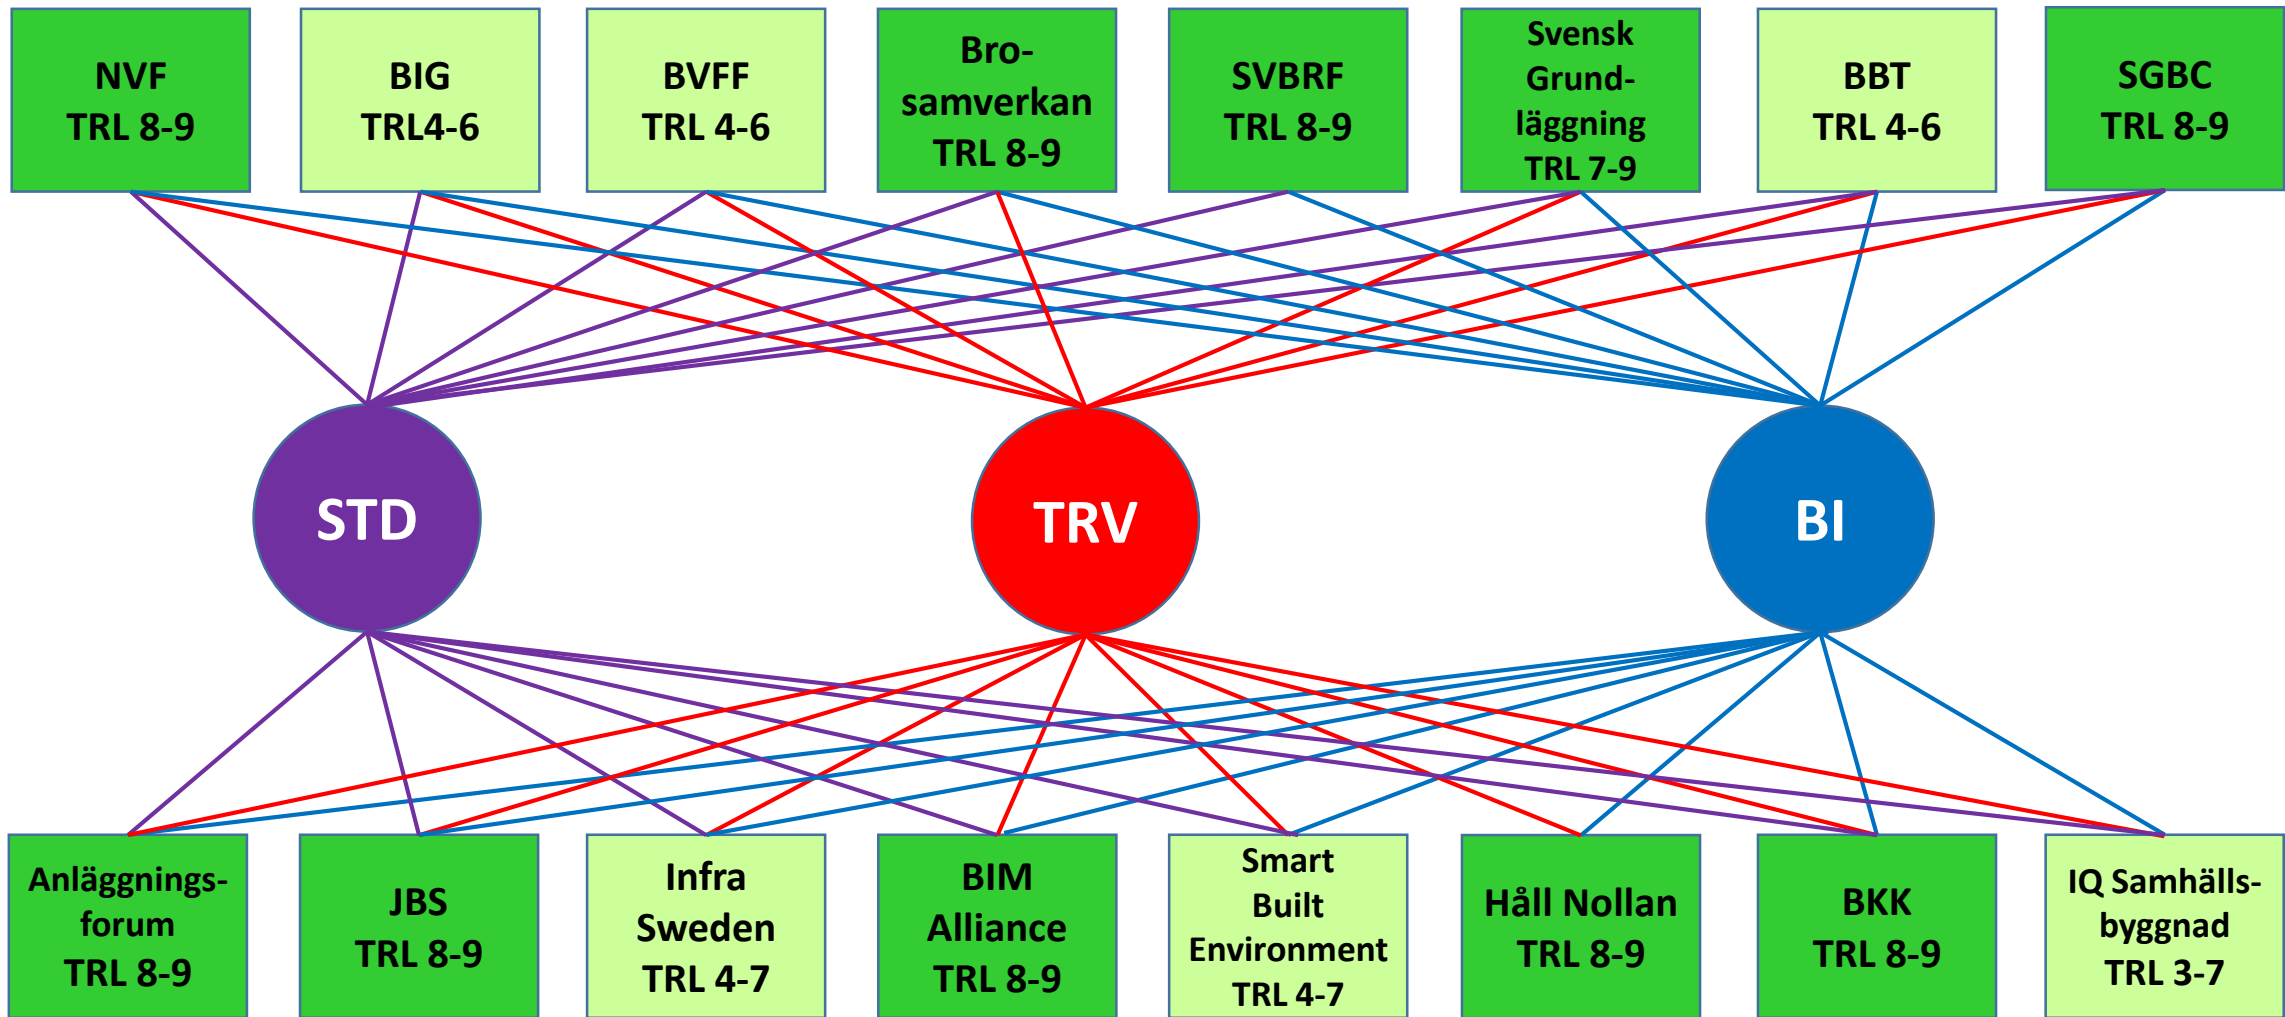 NVF
TRL 8-9
BIG
TRL4-6
BVFF
TRL 4-6
Bro-
samverkan
TRL 8-9
SVBRF
TRL 8-9
Svensk
Grund-
läggning
TRL 7-9
BBT
TRL 4-6
SGBC
TRL 8-9
STD
TRV
BI
Anläggnings-
forum
TRL 8-9
JBS
TRL 8-9
Infra
Sweden
TRL 4-7
BIM
Alliance
TRL 8-9
Smart
Built
Environment
TRL 4-7
Håll Nollan
TRL 8-9
BKK
TRL 8-9
IQ Samhälls-
byggnad
TRL 3-7